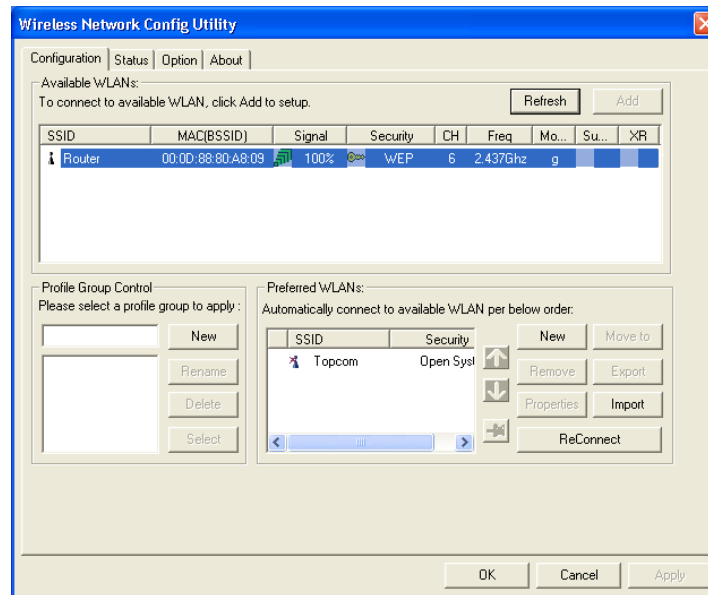 Wireless Network Config Utility
Configuration Status Option About
Available WLANs:
To connect to available WLAN, click Add to setup.
Refresh Add
SSID MAC(BSSID) Signal Security CH Freq Mo... Su... XR
Router 00:0D:88:80:A8:09 100% WEP 6 2.437Ghz g
Profile Group Control
Please select a profile group to apply :
New
Rename
Delete
Select
Preferred WLANs:
Automatically connect to available WLAN per below order:
SSID Security
Topcom Open Syst
New Move to
Remove Export
Properties Import
ReConnect
OK Cancel Apply